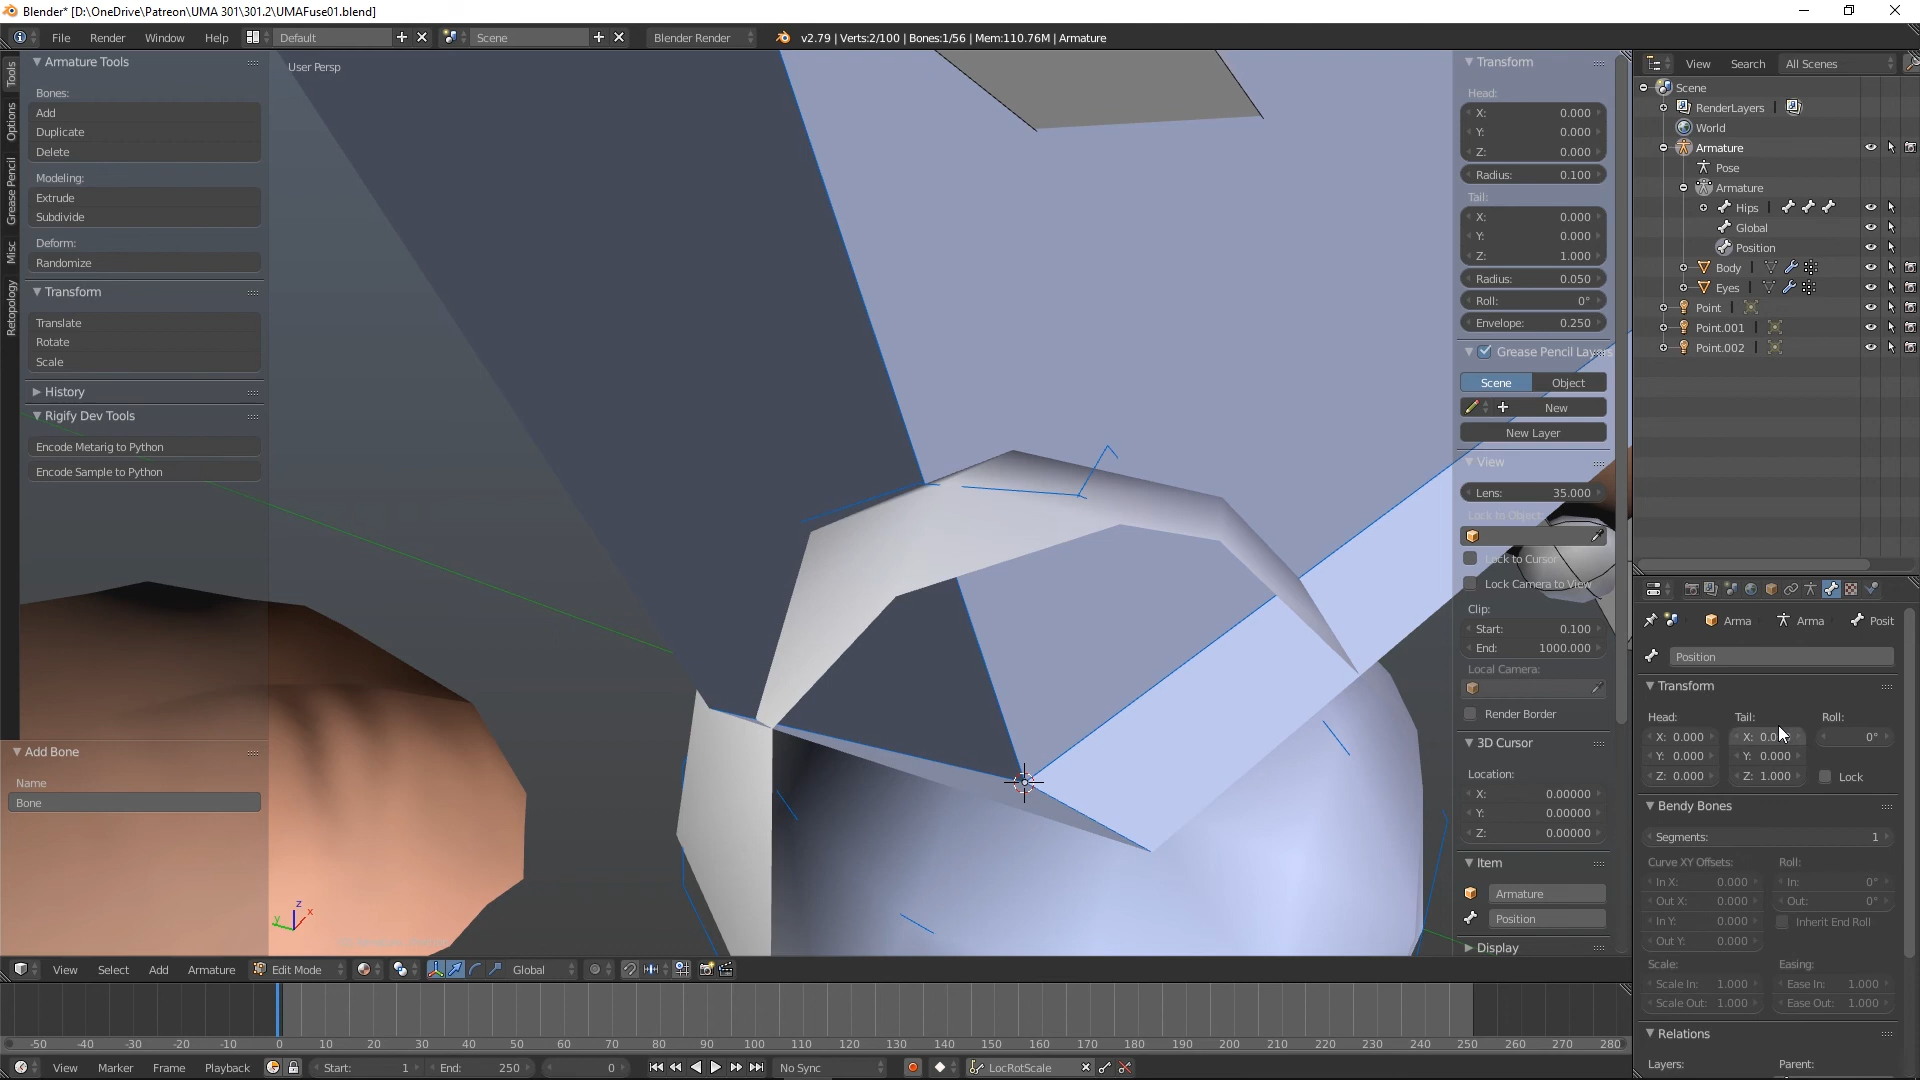 Blender* [D:\OneDrive\Patreon\UMA 301\301.2\UMAFuse01.blend]
File Render Window Help Default Scene Blender Render v2.79 | Verts:2/100 | Bones:1/56 | Mem:110.76M | Armature
Tools
Options
Grease Pencil
Misc
Retopology
Armature Tools
Bones:
Add
Duplicate
Delete
Modeling:
Extrude
Subdivide
Deform:
Randomize
Transform
Translate
Rotate
Scale
History
Rigify Dev Tools
Encode Metarig to Python
Encode Sample to Python
Add Bone
Name
Bone
User Persp
z
x
y
Transform
Head:
X: 0.000
Y: 0.000
Z: 0.000
Radius: 0.100
Tail:
X: 0.000
Y: 0.000
Z: 1.000
Radius: 0.050
Roll: 0°
Envelope: 0.250
Grease Pencil Layers
Scene Object
New
New Layer
View
Lens: 35.000
Lock to Object:
Lock to Cursor
Lock Camera to View
Clip:
Start: 0.100
End: 1000.000
Local Camera:
Render Border
3D Cursor
Location:
X: 0.00000
Y: 0.00000
Z: 0.00000
Item
Armature
Position
Display
View Search All Scenes
Scene
RenderLayers |
World
Armature
Pose
Armature
Hips |
Global
Position
Body |
Eyes |
Point |
Point.001 |
Point.002 |
Arma Arma Posit
Position
Transform
Head: Tail: Roll:
X: 0.000 X: 0.0 0°
Y: 0.000 Y: 0.000
Z: 0.000 Z: 1.000 Lock
Bendy Bones
Segments: 1
Curve XY Offsets: Roll:
In X: 0.000 In: 0°
Out X: 0.000 Out: 0°
In Y: 0.000 Inherit End Roll
Out Y: 0.000
Scale: Easing:
Scale In: 1.000 Ease In: 1.000
Scale Out: 1.000 Ease Out: 1.000
Relations
Layers: Parent:
View Select Add Armature Edit Mode Global
-50 -40 -30 -20 -10 0 10 20 30 40 50 60 70 80 90 100 110 120 130 140 150 160 170 180 190 200 210 220 230 240 250 260 270 280
View Marker Frame Playback Start: 1 End: 250 0 No Sync LocRotScale